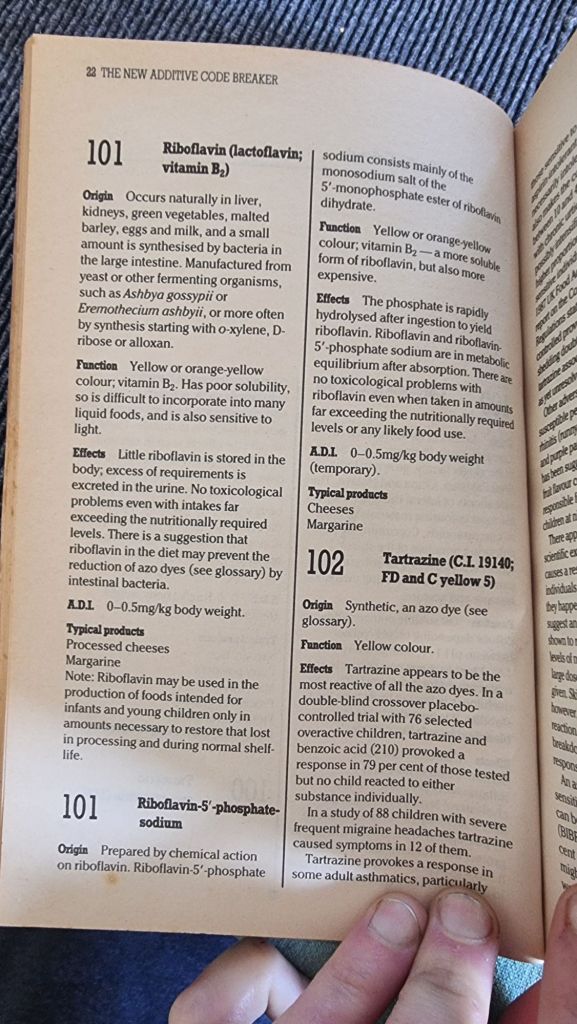 22 THE NEW ADDITIVE CODE BREAKER
101 Riboflavin (lactoflavin;
vitamin B₂)
Origin Occurs naturally in liver,
kidneys, green vegetables, malted
barley, eggs and milk, and a small
amount is synthesised by bacteria in
the large intestine. Manufactured from
yeast or other fermenting organisms,
such as Ashbya gossypii or
Eremothecium ashbyii, or more often
by synthesis starting with o-xylene, D-
ribose or alloxan.
Function Yellow or orange-yellow
colour; vitamin B₂. Has poor solubility,
so is difficult to incorporate into many
liquid foods, and is also sensitive to
light.
Effects Little riboflavin is stored in the
body; excess of requirements is
excreted in the urine. No toxicological
problems even with intakes far
exceeding the nutritionally required
levels. There is a suggestion that
riboflavin in the diet may prevent the
reduction of azo dyes (see glossary) by
intestinal bacteria.
A.D.I. 0–0.5mg/kg body weight.
Typical products
Processed cheeses
Margarine
Note: Riboflavin may be used in the
production of foods intended for
infants and young children only in
amounts necessary to restore that lost
in processing and during normal shelf-
life.
101 Riboflavin-5′-phosphate-
sodium
Origin Prepared by chemical action
on riboflavin. Riboflavin-5′-phosphate
sodium consists mainly of the
monosodium salt of the
5′-monophosphate ester of riboflavin
dihydrate.
Function Yellow or orange-yellow
colour; vitamin B₂ — a more soluble
form of riboflavin, but also more
expensive.
Effects The phosphate is rapidly
hydrolysed after ingestion to yield
riboflavin. Riboflavin and riboflavin-
5′-phosphate sodium are in metabolic
equilibrium after absorption. There are
no toxicological problems with
riboflavin even when taken in amounts
far exceeding the nutritionally required
levels or any likely food use.
A.D.I. 0–0.5mg/kg body weight
(temporary).
Typical products
Cheeses
Margarine
102 Tartrazine (C.I. 19140;
FD and C yellow 5)
Origin Synthetic, an azo dye (see
glossary).
Function Yellow colour.
Effects Tartrazine appears to be the
most reactive of all the azo dyes. In a
double-blind crossover placebo-
controlled trial with 76 selected
overactive children, tartrazine and
benzoic acid (210) provoked a
response in 79 per cent of those tested
but no child reacted to either
substance individually.
In a study of 88 children with severe
frequent migraine headaches tartrazine
caused symptoms in 12 of them.
Tartrazine provokes a response in
some adult asthmatics, particularly